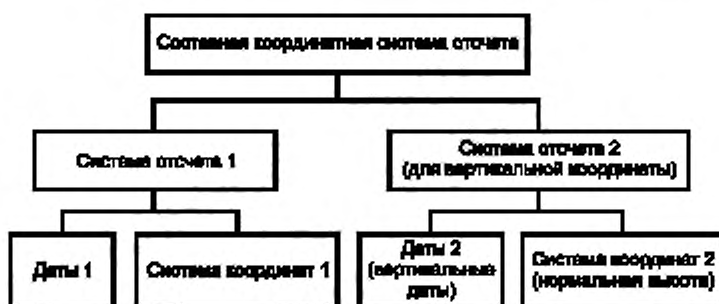 Составная координатная система отсчета
Система отсчета 1
Система отсчета 2
(для вертикальной координаты)
Даты 1
Система координат 1
Даты 2
(вертикальные
даты)
Система координат 2
(нормальная высота)